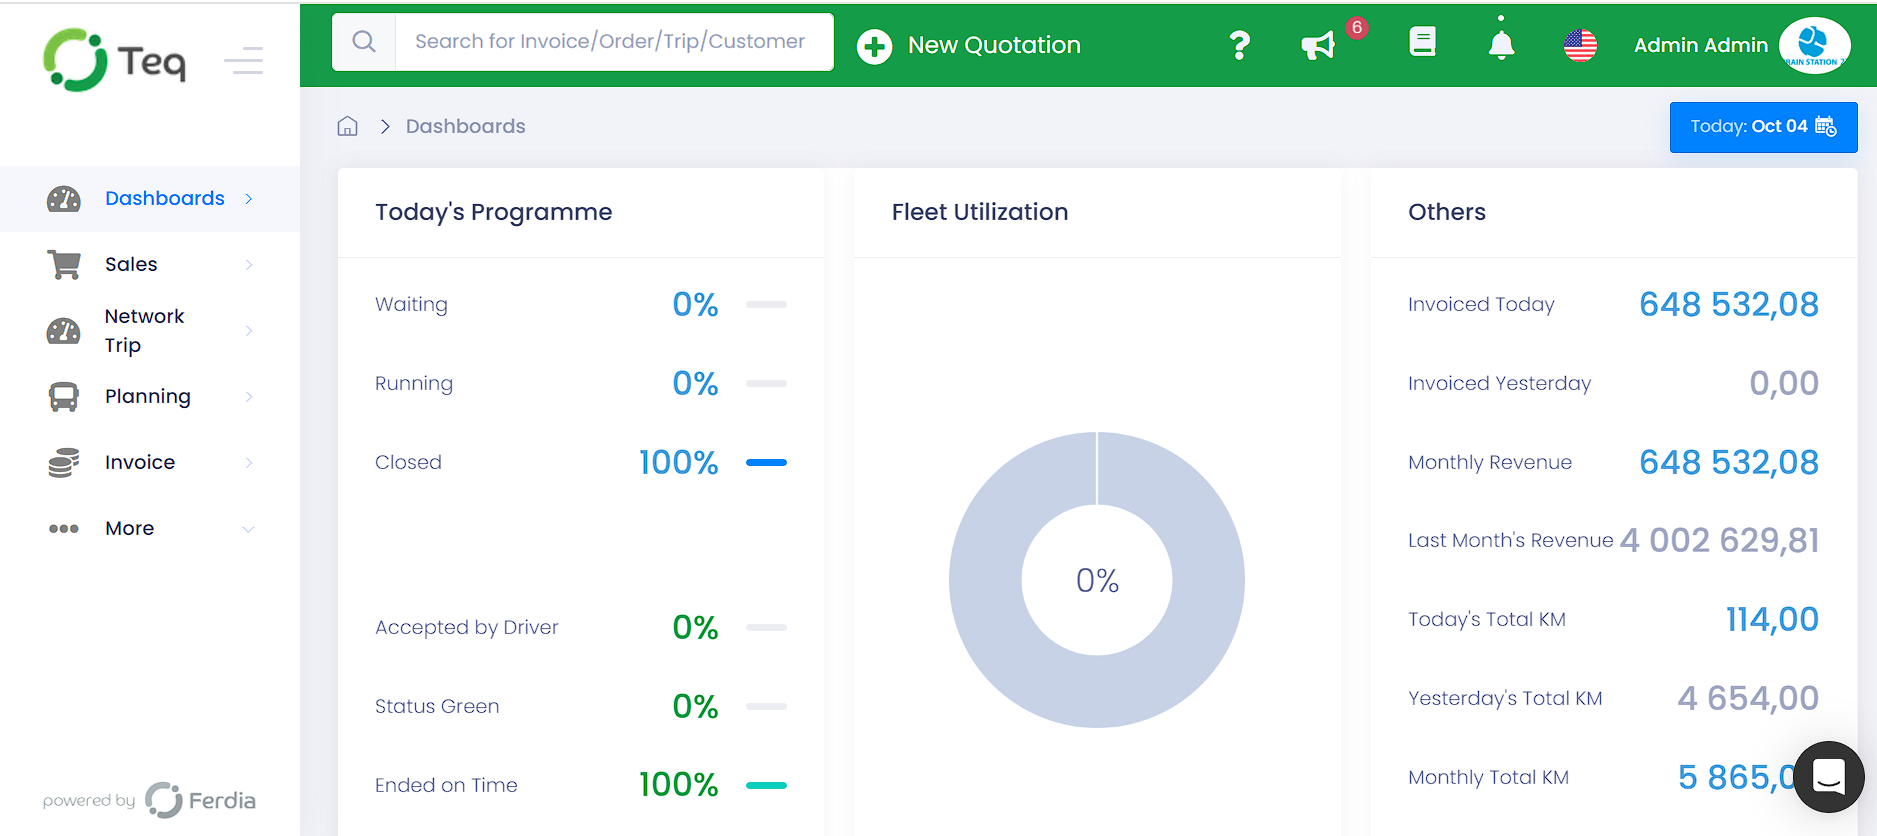 Teq
Search for Invoice/Order/Trip/Customer
New Quotation
6
Admin Admin
RAIN STATION
Dashboards
Today: Oct 04
Dashboards
Sales
Network
Trip
Planning
Invoice
More
powered by Ferdia
Today's Programme
Waiting 0%
Running 0%
Closed 100%
Accepted by Driver 0%
Status Green 0%
Ended on Time 100%
Fleet Utilization
0%
Others
Invoiced Today 648 532,08
Invoiced Yesterday 0,00
Monthly Revenue 648 532,08
Last Month's Revenue 4 002 629,81
Today's Total KM 114,00
Yesterday's Total KM 4 654,00
Monthly Total KM 5 865,0